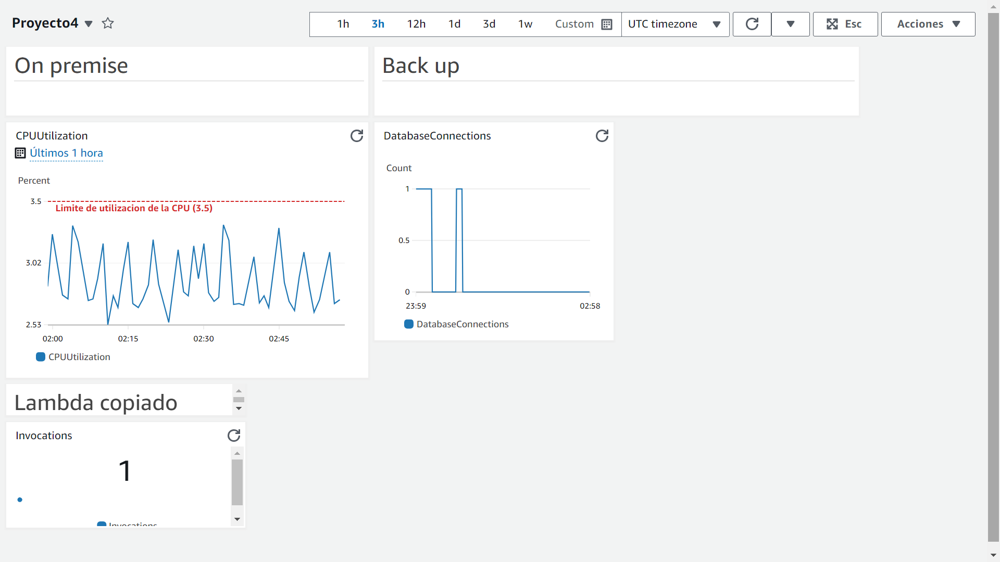 Proyecto4
1h 3h 12h 1d 3d 1w Custom UTC timezone Esc Acciones
On premise
Back up
CPUUtilization
Últimos 1 hora
Percent
3.5
Limite de utilizacion de la CPU (3.5)
3.02
2.53
02:00 02:15 02:30 02:45
CPUUtilization
DatabaseConnections
Count
1
0.5
0
23:59 02:58
DatabaseConnections
Lambda copiado
Invocations
1
Invocations